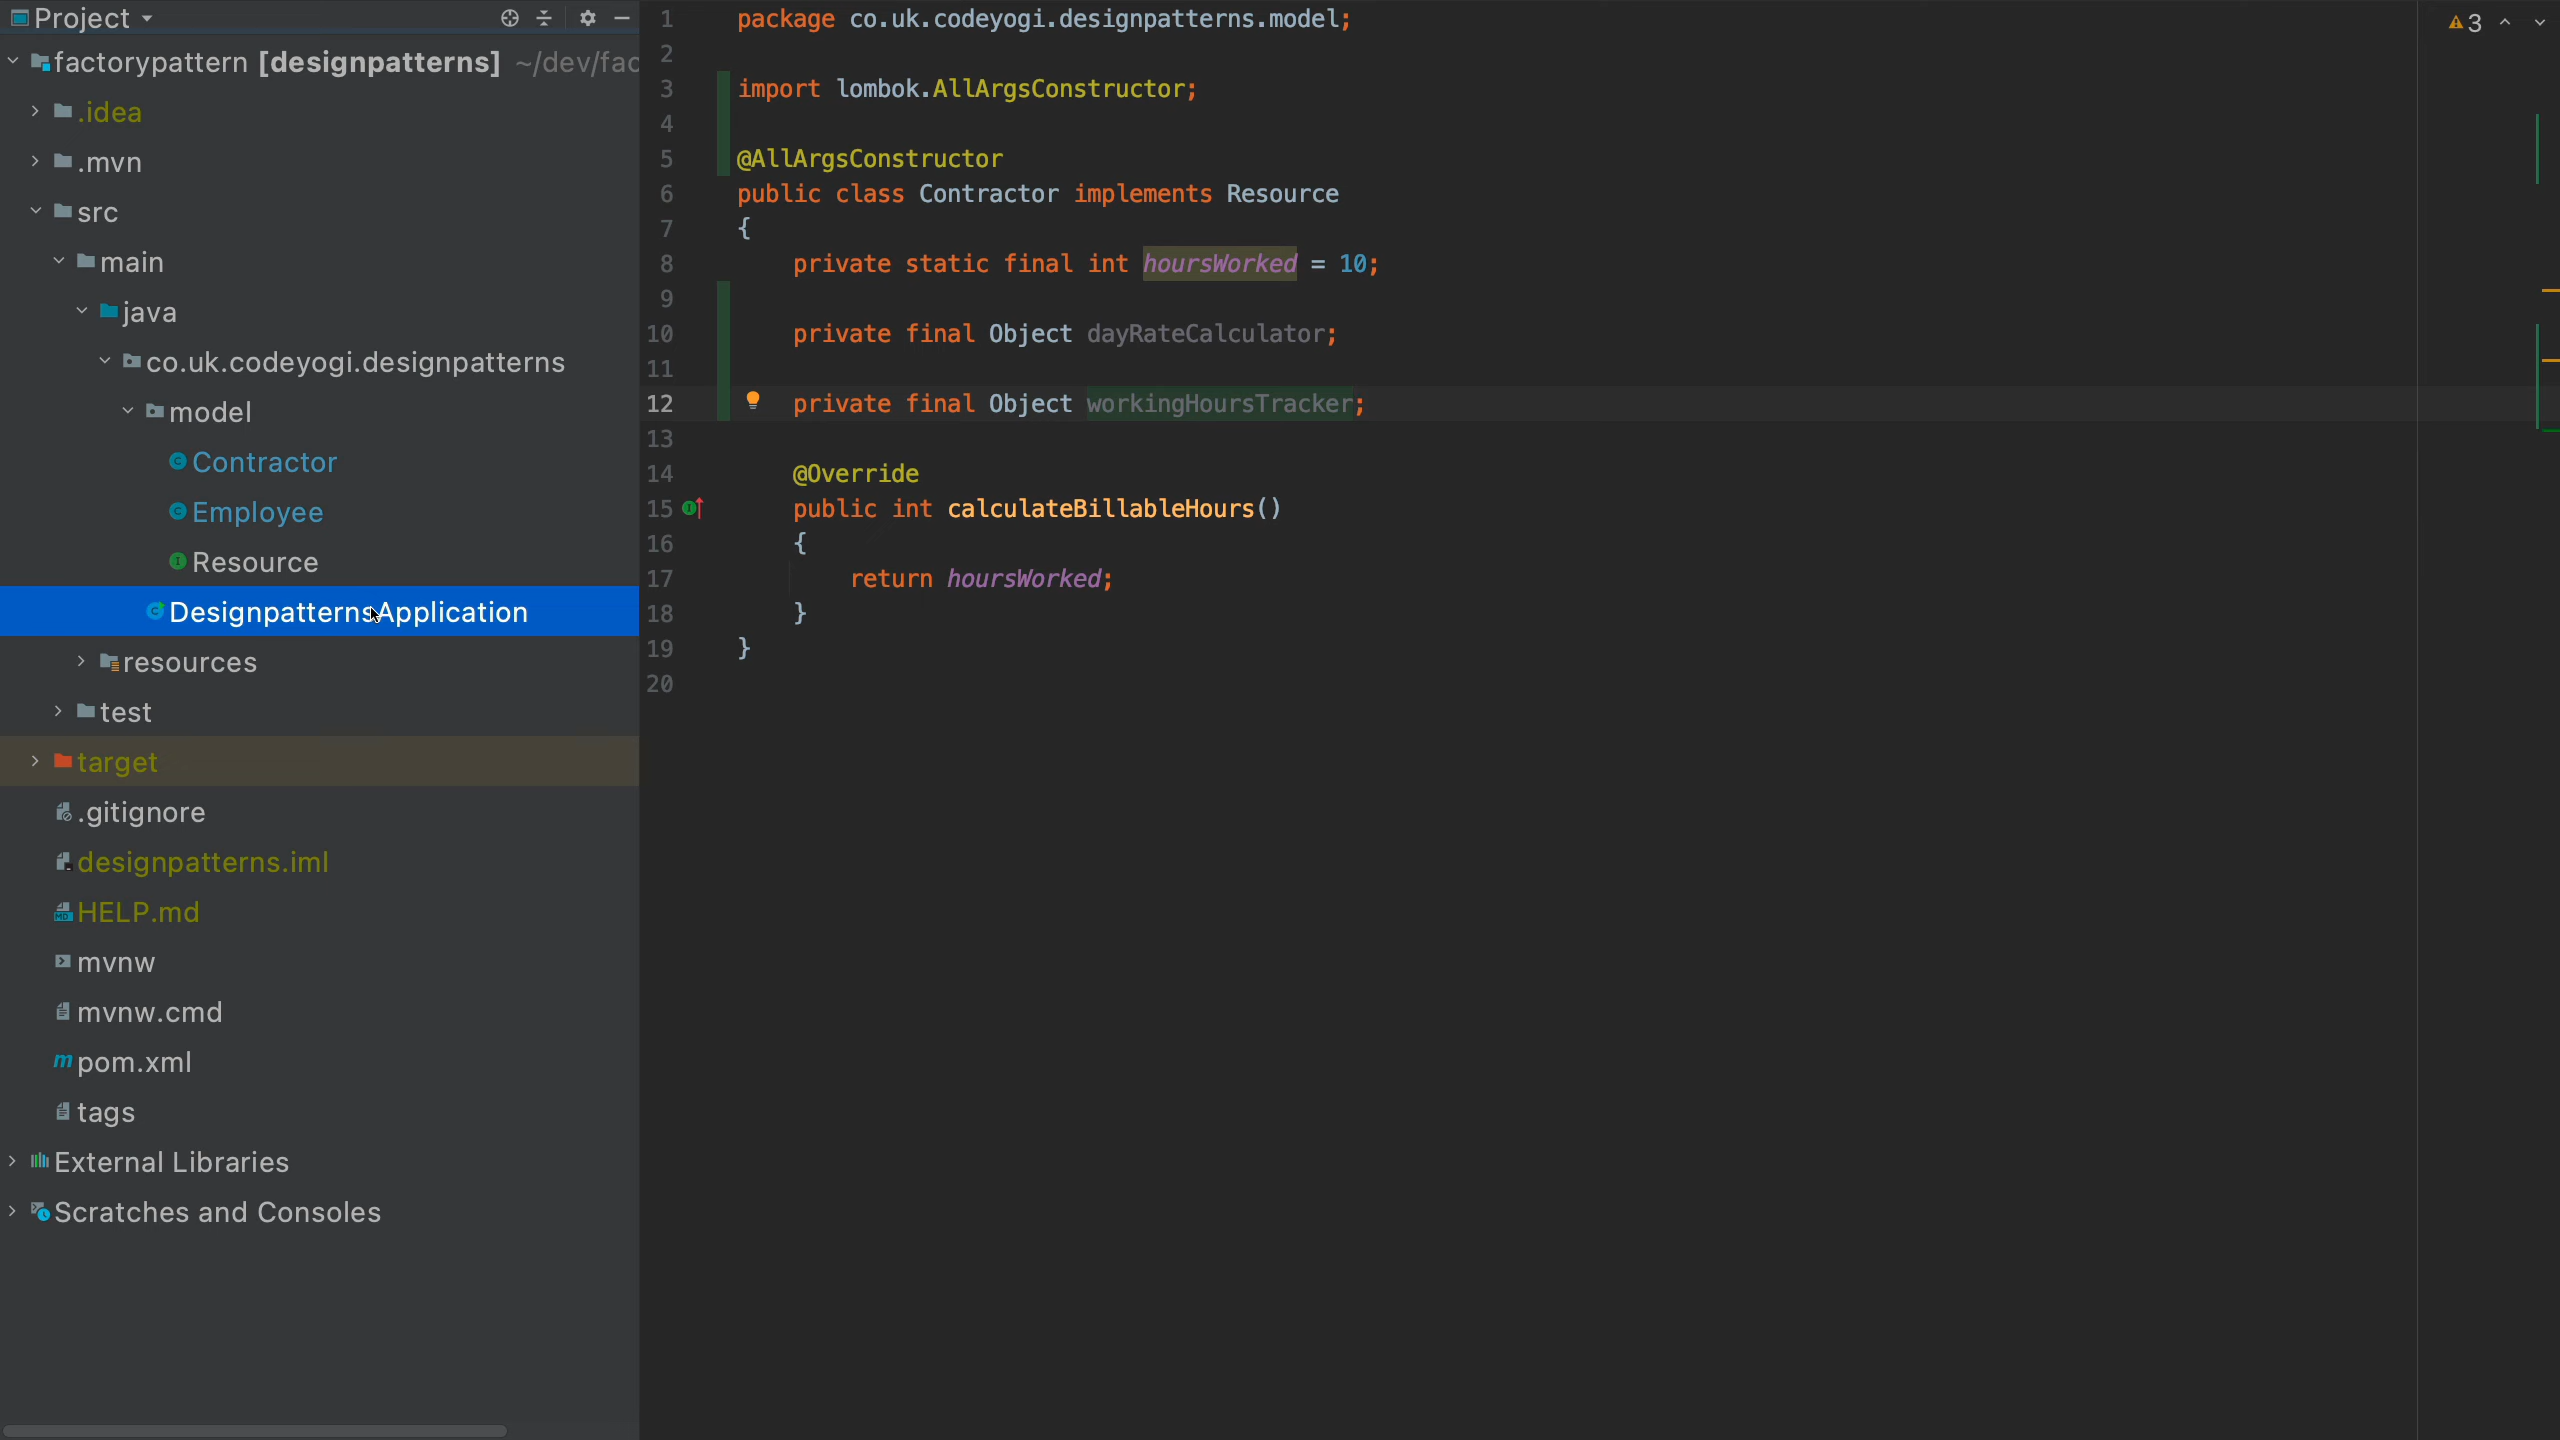 Project
factorypattern [designpatterns] ~/dev/fac
.idea
.mvn
src
main
java
co.uk.codeyogi.designpatterns
model
Contractor
Employee
Resource
DesignpatternsApplication
resources
test
target
.gitignore
designpatterns.iml
HELP.md
mvnw
mvnw.cmd
pom.xml
tags
External Libraries
Scratches and Consoles
1 package co.uk.codeyogi.designpatterns.model;
2
3 import lombok.AllArgsConstructor;
4
5 @AllArgsConstructor
6 public class Contractor implements Resource
7 {
8 private static final int hoursWorked = 10;
9
10 private final Object dayRateCalculator;
11
12 private final Object workingHoursTracker;
13
14 @Override
15 public int calculateBillableHours()
16 {
17 return hoursWorked;
18 }
19 }
20
3